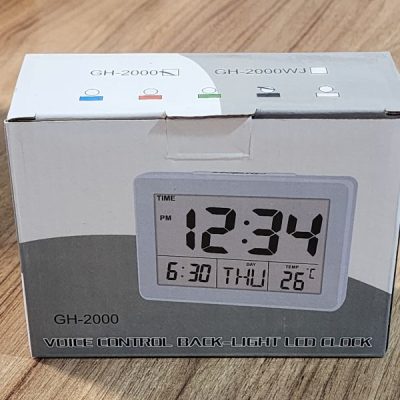 GH-2000 GH-2000WJ
TIME
PM 12:34
DAY TEMP
6:30 THU 26°C
GH-2000
VOICE CONTROL BACK-LIGHT LCD CLOCK